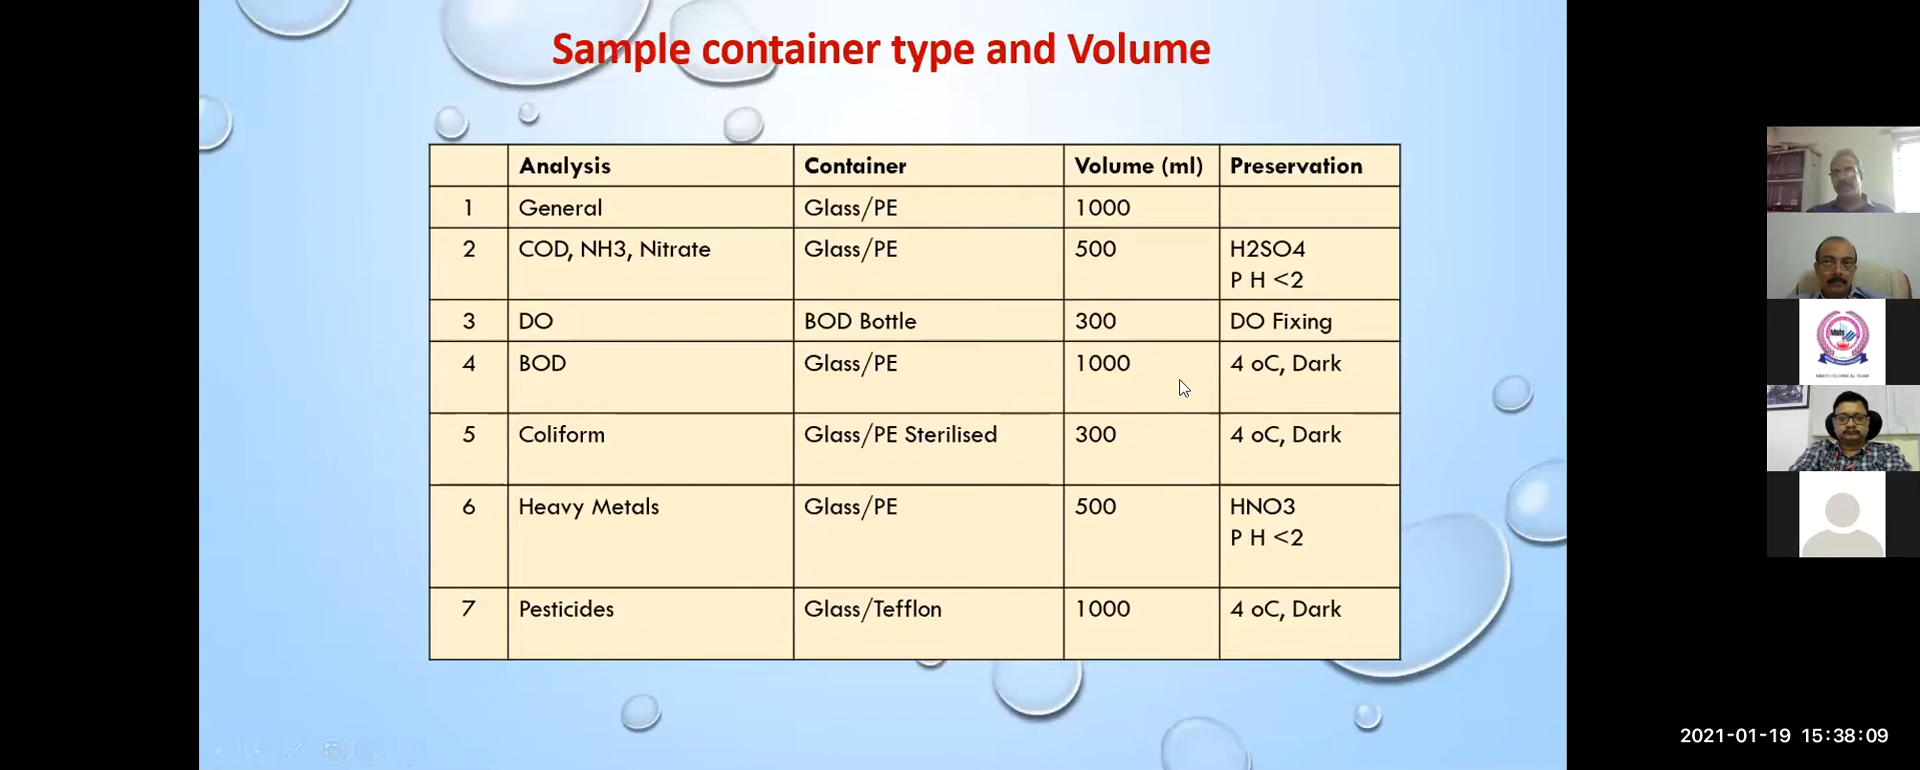 Sample container type and Volume
Analysis Container Volume (ml) Preservation
1 General Glass/PE 1000
2 COD, NH3, Nitrate Glass/PE 500 H2SO4
P H <2
3 DO BOD Bottle 300 DO Fixing
4 BOD Glass/PE 1000 4 oC, Dark
5 Coliform Glass/PE Sterilised 300 4 oC, Dark
6 Heavy Metals Glass/PE 500 HNO3
P H <2
7 Pesticides Glass/Tefflon 1000 4 oC, Dark
2021-01-19 15:38:09